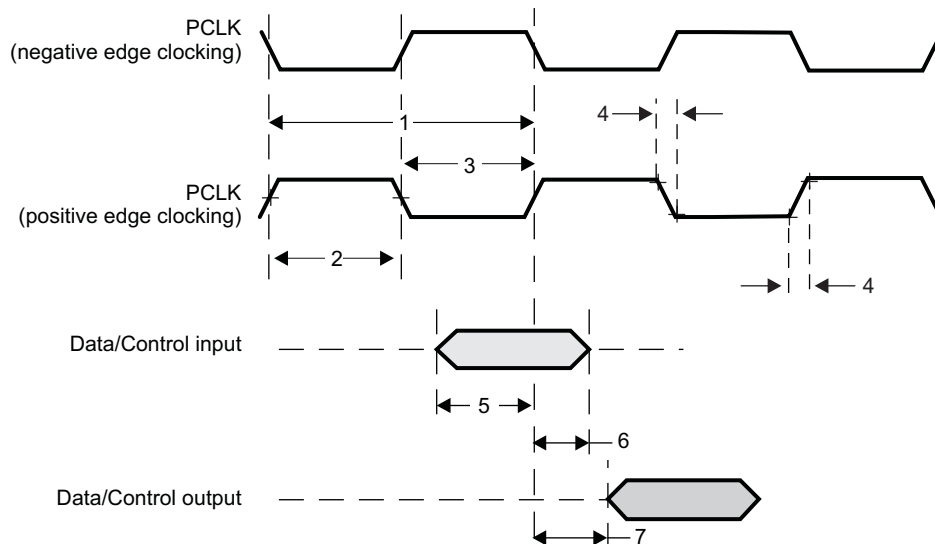 PCLK
(negative edge clocking)
1
4
3
PCLK
(positive edge clocking)
2
4
Data/Control input
5
6
Data/Control output
7